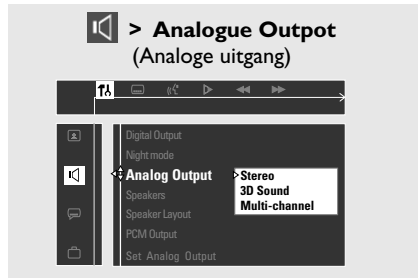 > Analogue Outpot
(Analoge uitgang)
Digital Output
Night mode
Analog Output
Stereo
3D Sound
Multi-channel
Speakers
Speaker Layout
PCM Output
Set Analog Output